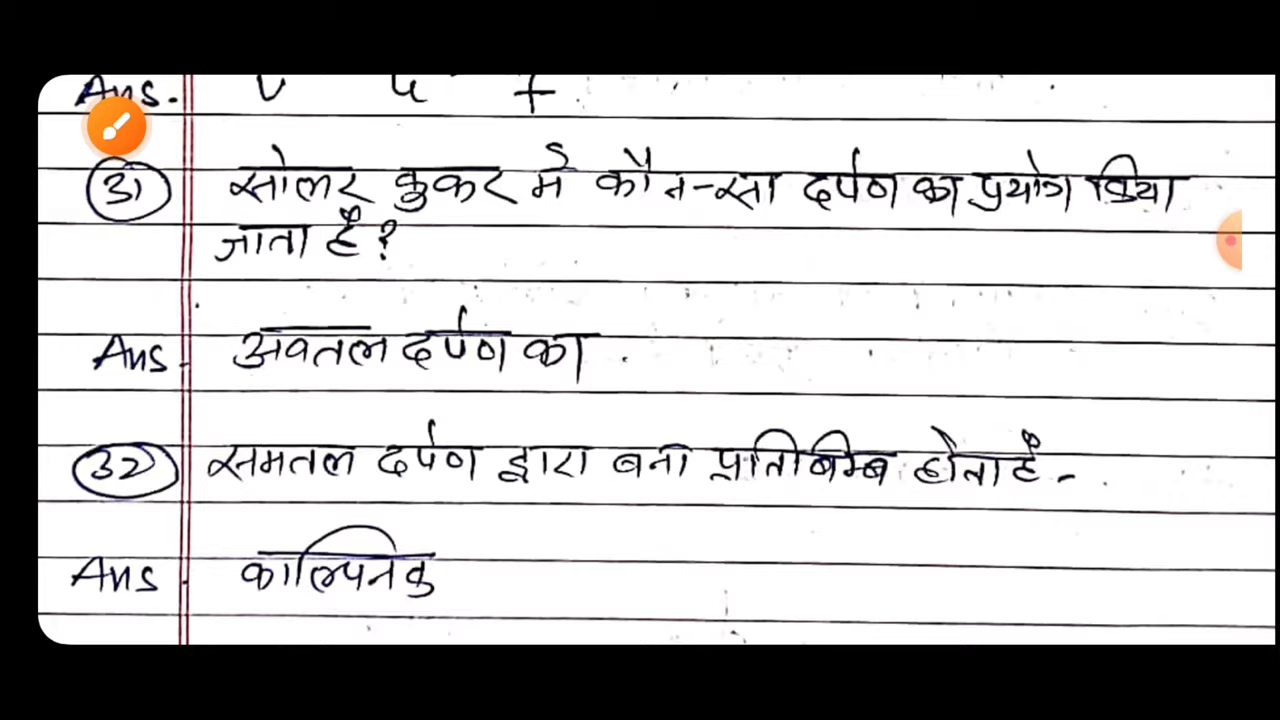 Ans. v u f
31 सोलर कुकर में कौन-सा दर्पण का प्रयोग किया
जाता है?
Ans. अवतल दर्पण का .
32 समतल दर्पण द्वारा बना प्रतिबिम्ब होता है -
Ans. काल्पनिक